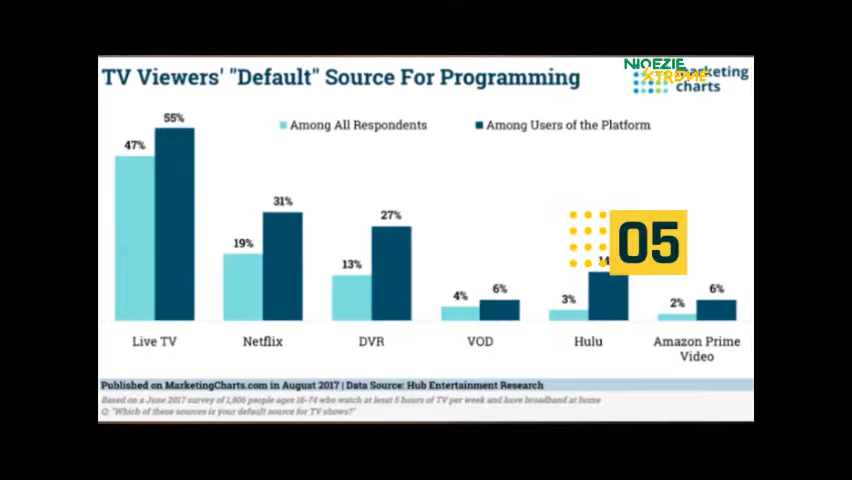 TV Viewers' "Default" Source For Programming
NIOEZIE
XTREME
marketing
charts
Among All Respondents
Among Users of the Platform
47%
55%
19%
31%
13%
27%
4%
6%
3%
05
2%
6%
Live TV
Netflix
DVR
VOD
Hulu
Amazon Prime
Video
Published on MarketingCharts.com in August 2017 | Data Source: Hub Entertainment Research
Based on a June 2017 survey of 1,806 people ages 16-74 who watch at least 5 hours of TV per week and have broadband at home
Q: "Which of these sources is your default source for TV shows?"